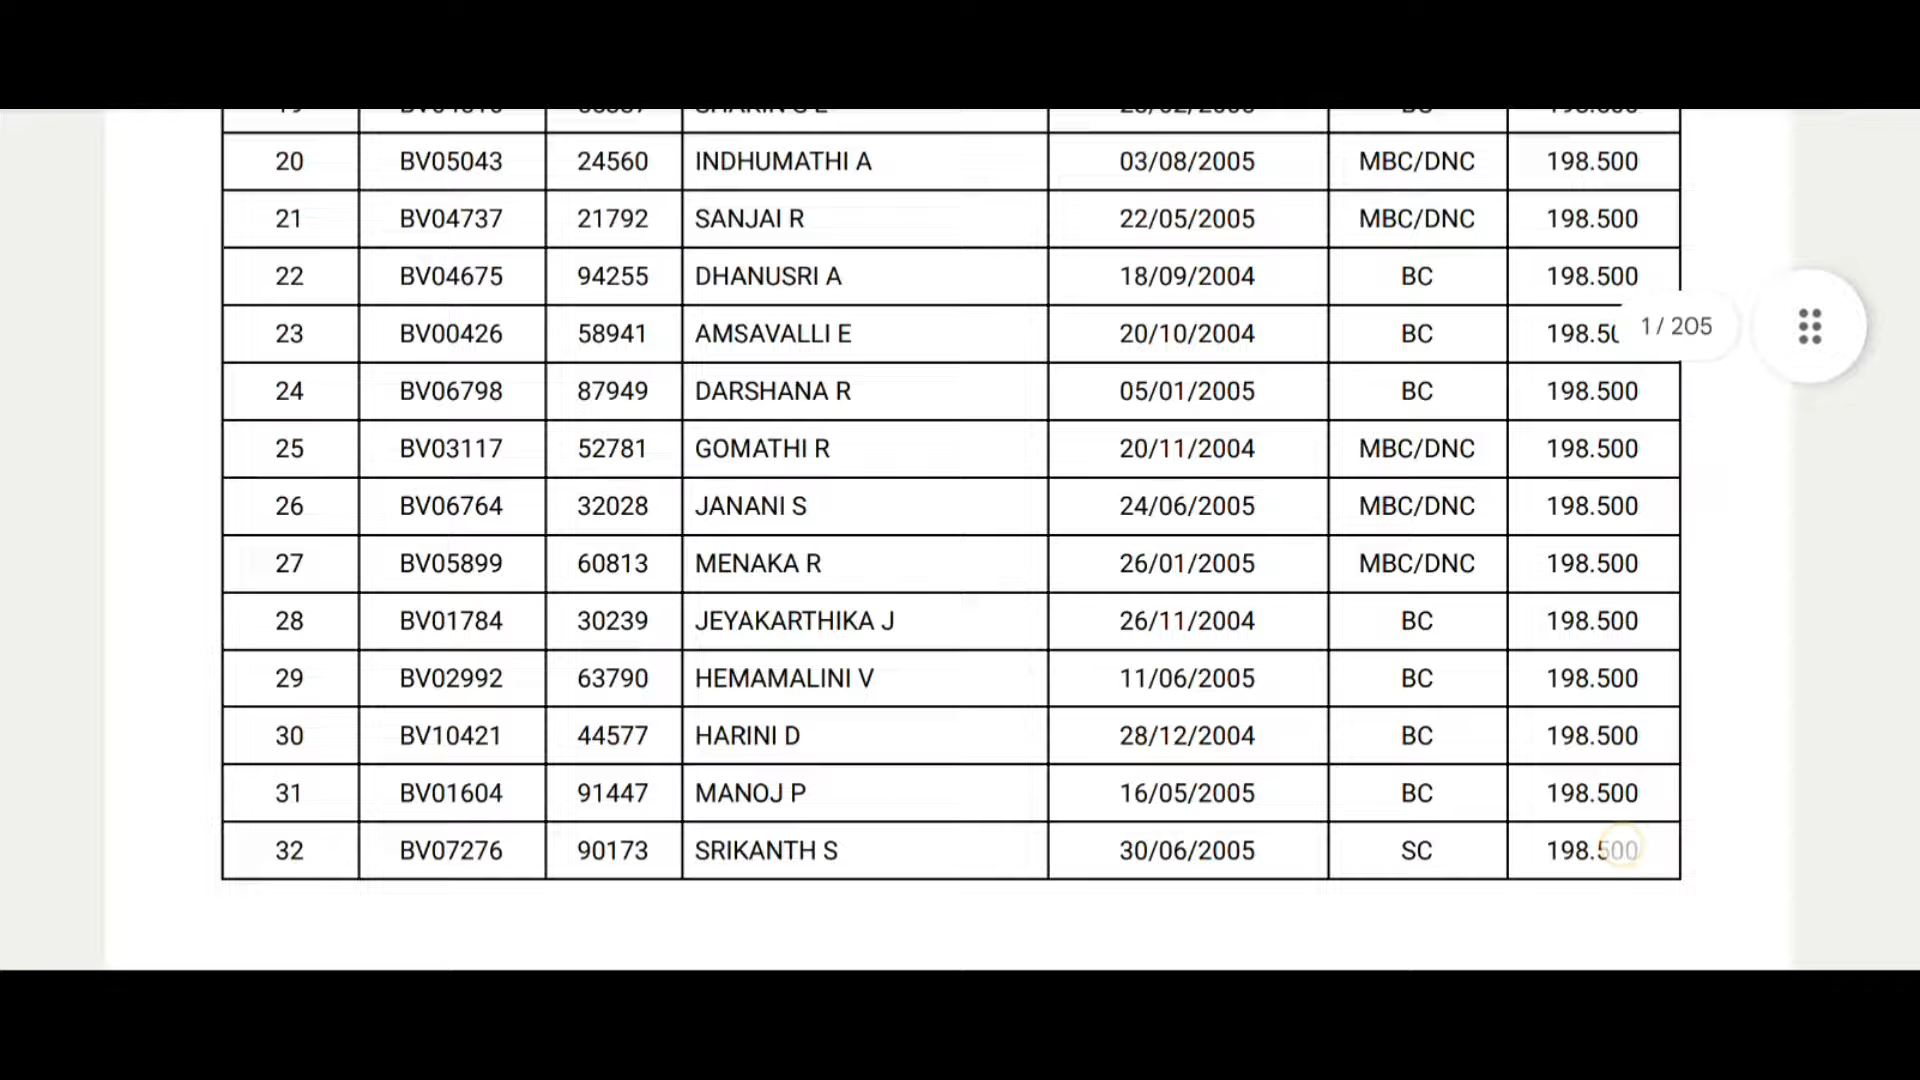 20 BV05043 24560 INDHUMATHI A 03/08/2005 MBC/DNC 198.500
21 BV04737 21792 SANJAI R 22/05/2005 MBC/DNC 198.500
22 BV04675 94255 DHANUSRI A 18/09/2004 BC 198.500
23 BV00426 58941 AMSAVALLI E 20/10/2004 BC 198.50
1 / 205
24 BV06798 87949 DARSHANA R 05/01/2005 BC 198.500
25 BV03117 52781 GOMATHI R 20/11/2004 MBC/DNC 198.500
26 BV06764 32028 JANANI S 24/06/2005 MBC/DNC 198.500
27 BV05899 60813 MENAKA R 26/01/2005 MBC/DNC 198.500
28 BV01784 30239 JEYAKARTHIKA J 26/11/2004 BC 198.500
29 BV02992 63790 HEMAMALINI V 11/06/2005 BC 198.500
30 BV10421 44577 HARINI D 28/12/2004 BC 198.500
31 BV01604 91447 MANOJ P 16/05/2005 BC 198.500
32 BV07276 90173 SRIKANTH S 30/06/2005 SC 198.500